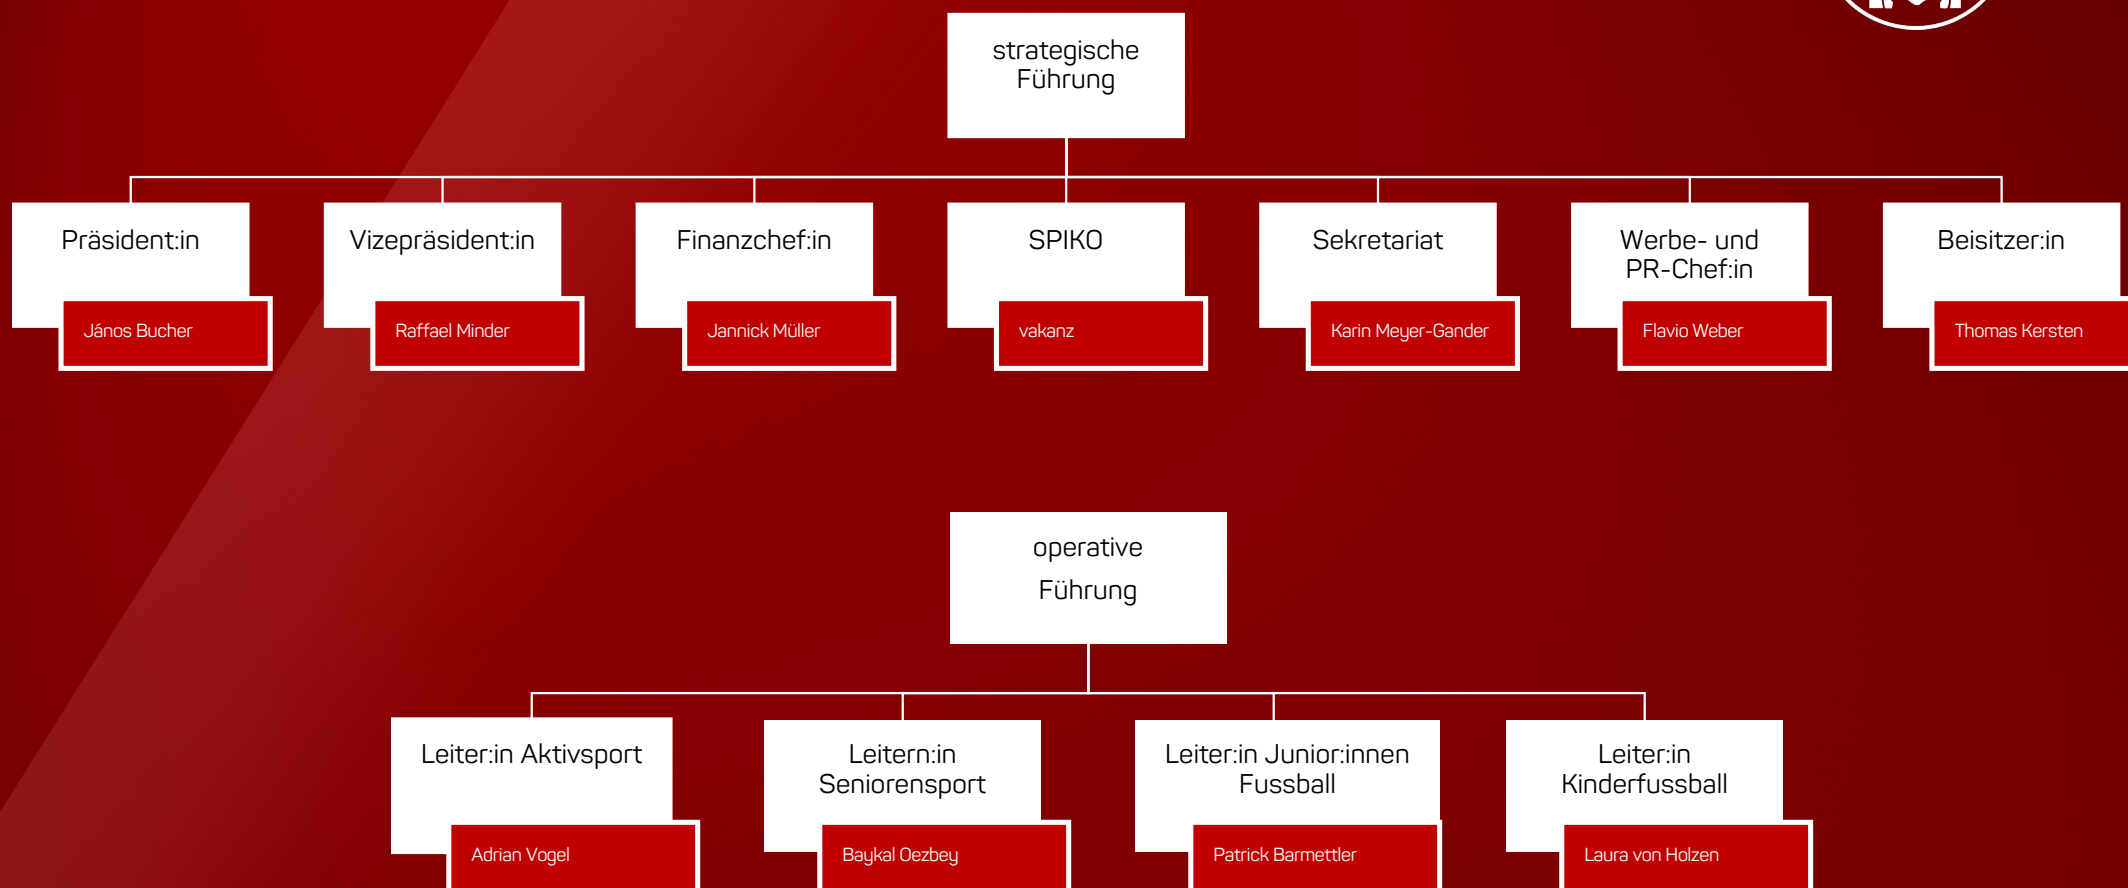 strategische
Führung
Präsident:in
Vizepräsident:in
Finanzchef:in
SPIKO
Sekretariat
Werbe- und
PR-Chef:in
Beisitzer:in
János Bucher
Raffael Minder
Jannick Müller
vakanz
Karin Meyer-Gander
Flavio Weber
Thomas Kersten
operative
Führung
Leiter:in Aktivsport
Leitern:in
Seniorensport
Leiter:in Junior:innen
Fussball
Leiter:in
Kinderfussball
Adrian Vogel
Baykal Oezbey
Patrick Barmettler
Laura von Holzen